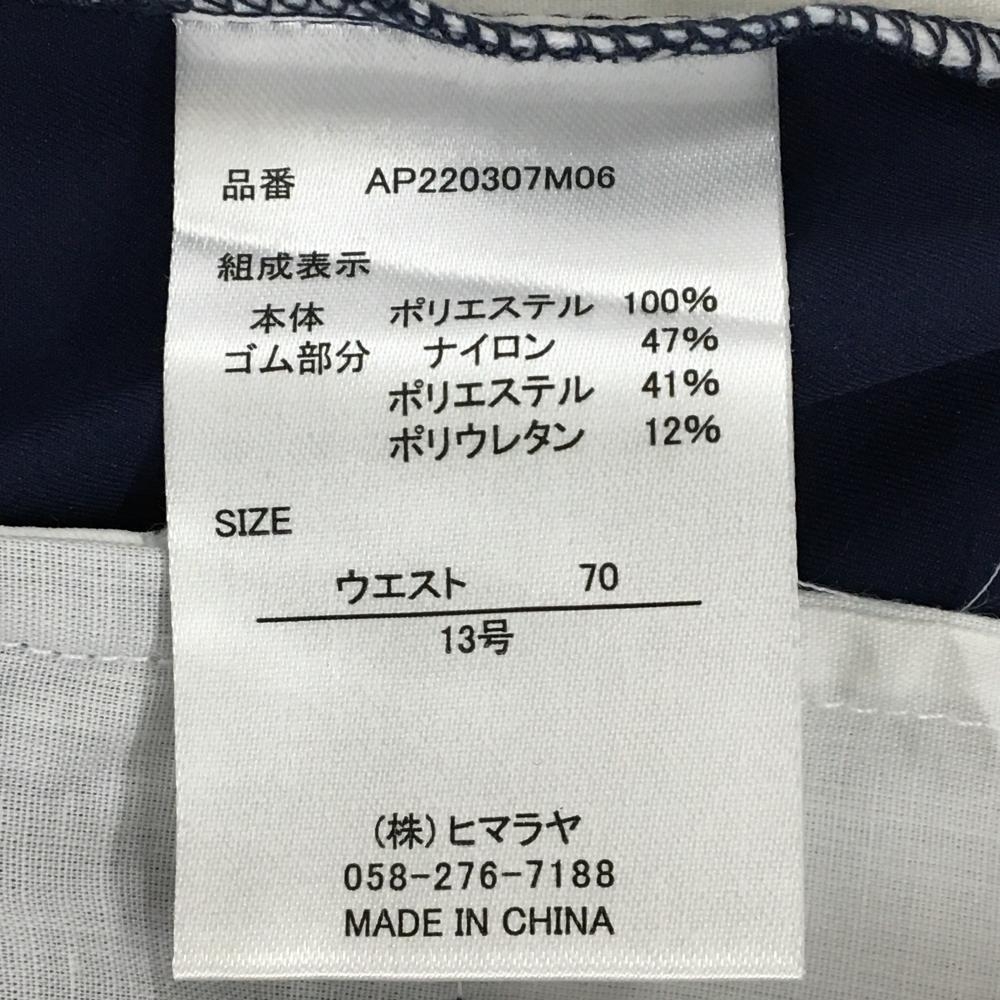 品番 AP220307M06
組成表示
本体 ポリエステル 100%
ゴム部分 ナイロン 47%
ポリエステル 41%
ポリウレタン 12%
SIZE
ウエスト 70
13号
(株)ヒマラヤ
058-276-7188
MADE IN CHINA